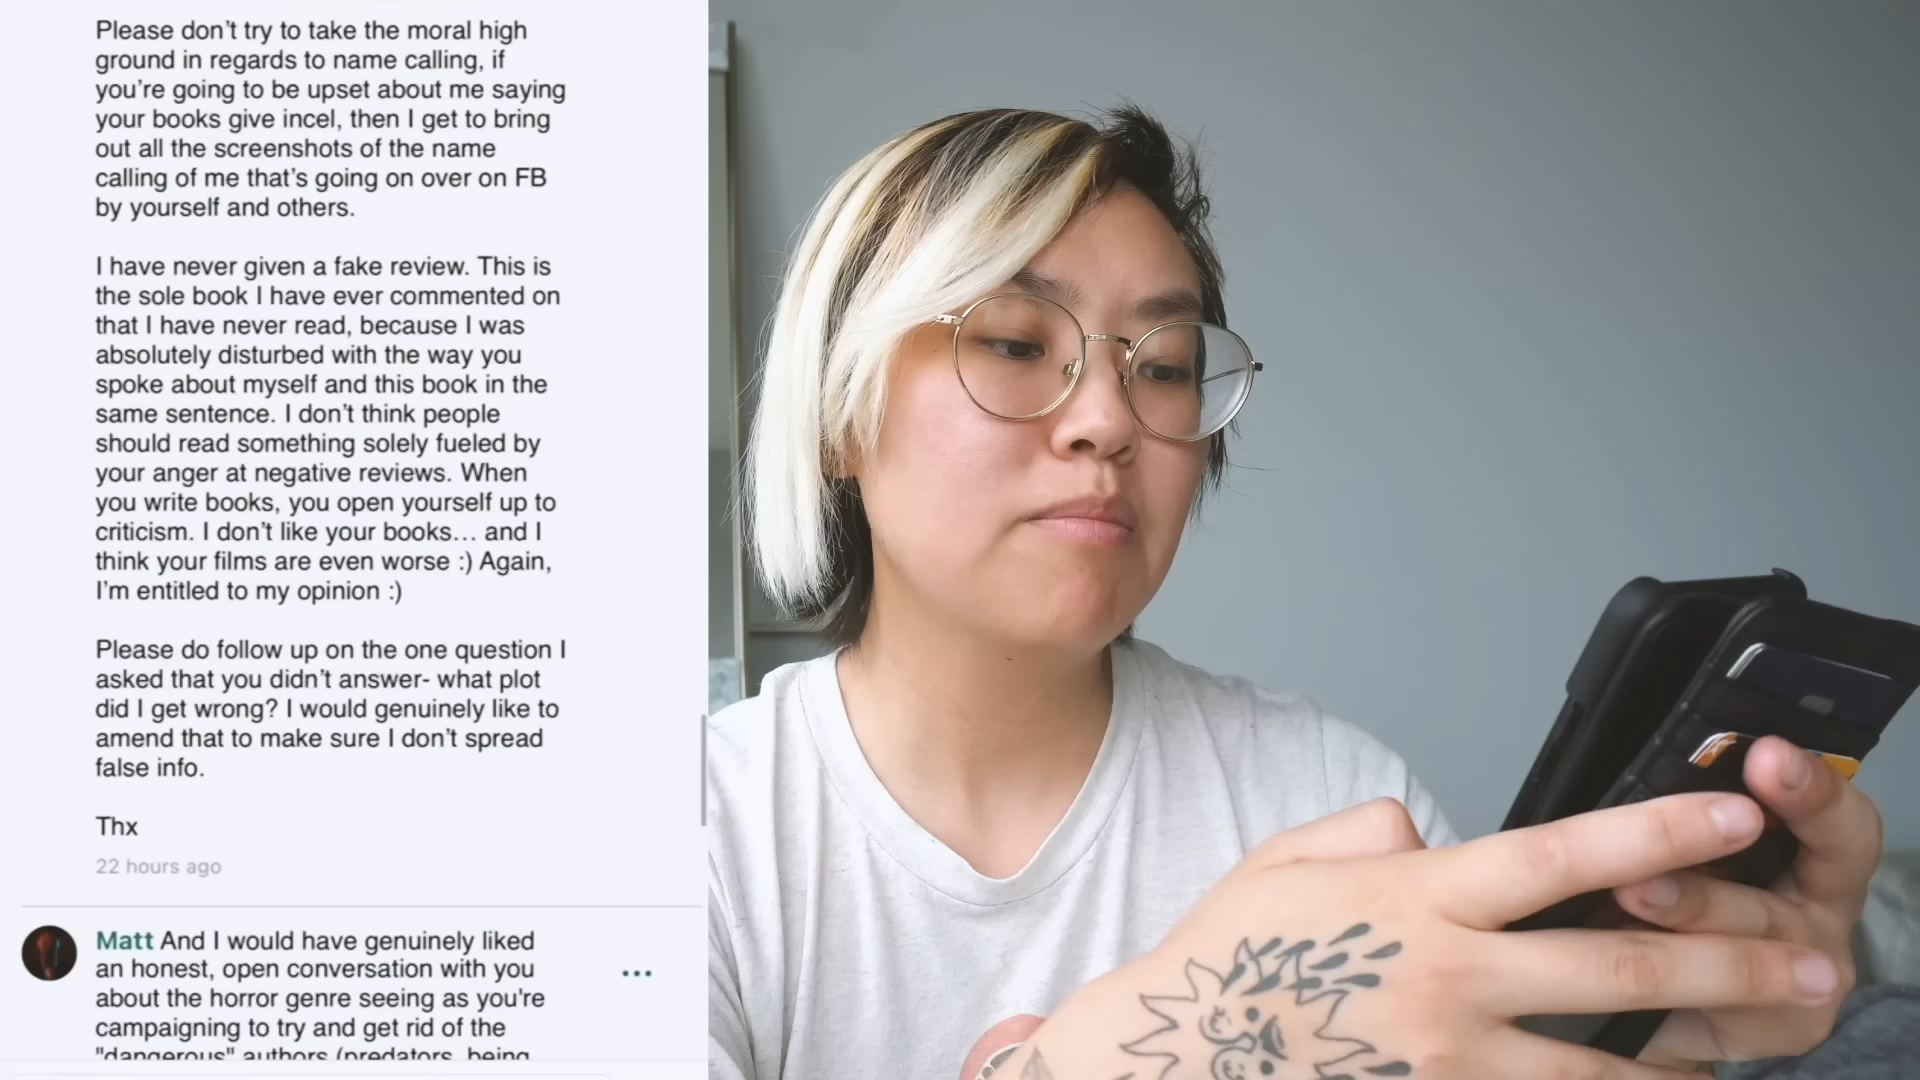 Please don’t try to take the moral high
ground in regards to name calling, if
you’re going to be upset about me saying
your books give incel, then I get to bring
out all the screenshots of the name
calling of me that’s going on over on FB
by yourself and others.
I have never given a fake review. This is
the sole book I have ever commented on
that I have never read, because I was
absolutely disturbed with the way you
spoke about myself and this book in the
same sentence. I don’t think people
should read something solely fueled by
your anger at negative reviews. When
you write books, you open yourself up to
criticism. I don’t like your books… and I
think your films are even worse :) Again,
I’m entitled to my opinion :)
Please do follow up on the one question I
asked that you didn’t answer- what plot
did I get wrong? I would genuinely like to
amend that to make sure I don’t spread
false info.
Thx
22 hours ago
Matt And I would have genuinely liked
an honest, open conversation with you
about the horror genre seeing as you're
campaigning to try and get rid of the
"dangerous" authors (predators, being